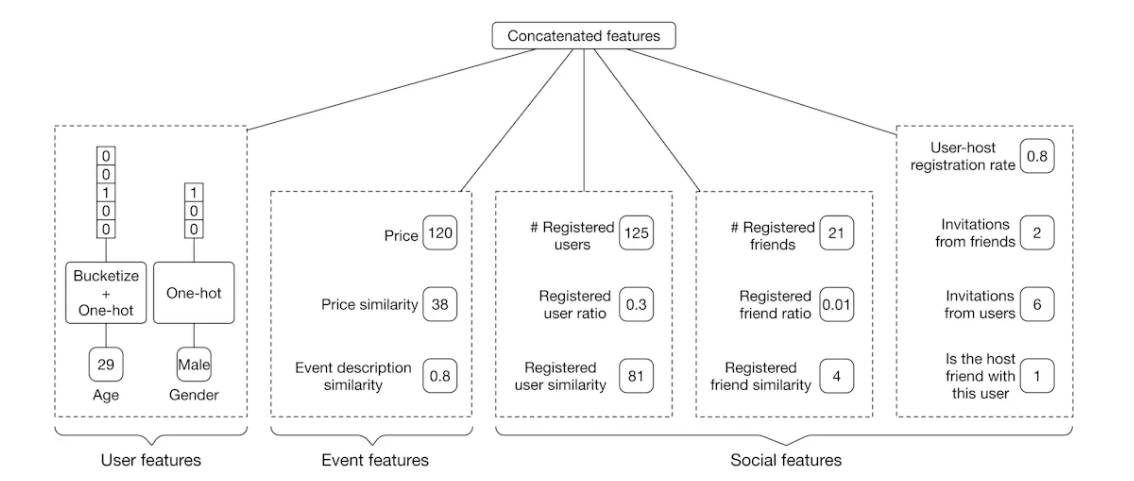 Concatenated features
0
0
1
0
0
1
0
0
Bucketize
+
One-hot
One-hot
29
Male
Age
Gender
User features
Price 120
Price similarity 38
Event description
similarity 0.8
Event features
# Registered
users 125
Registered
user ratio 0.3
Registered
user similarity 81
# Registered
friends 21
Registered
friend ratio 0.01
Registered
friend similarity 4
User-host
registration rate 0.8
Invitations
from friends 2
Invitations
from users 6
Is the host
friend with 1
this user
Social features